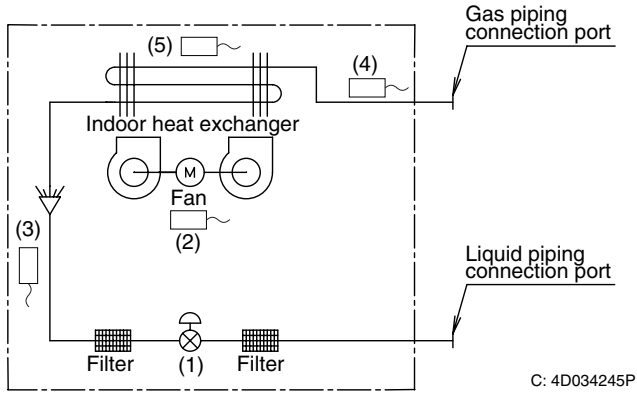 Gas piping
connection port
(5)
(4)
Indoor heat exchanger
M
Fan
(2)
(3)
Liquid piping
connection port
Filter
(1)
Filter
C: 4D034245P